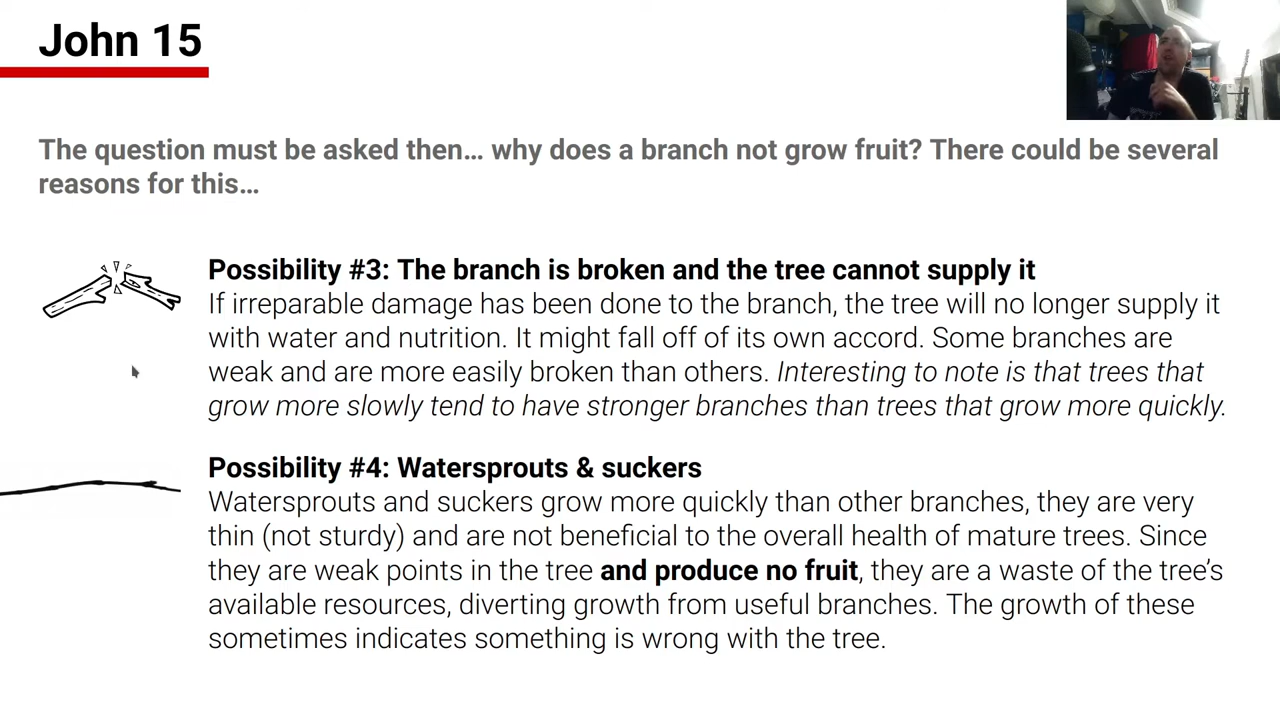 John 15
The question must be asked then… why does a branch not grow fruit? There could be several
reasons for this…
Possibility #3: The branch is broken and the tree cannot supply it
If irreparable damage has been done to the branch, the tree will no longer supply it
with water and nutrition. It might fall off of its own accord. Some branches are
weak and are more easily broken than others. Interesting to note is that trees that
grow more slowly tend to have stronger branches than trees that grow more quickly.
Possibility #4: Watersprouts & suckers
Watersprouts and suckers grow more quickly than other branches, they are very
thin (not sturdy) and are not beneficial to the overall health of mature trees. Since
they are weak points in the tree and produce no fruit, they are a waste of the tree’s
available resources, diverting growth from useful branches. The growth of these
sometimes indicates something is wrong with the tree.